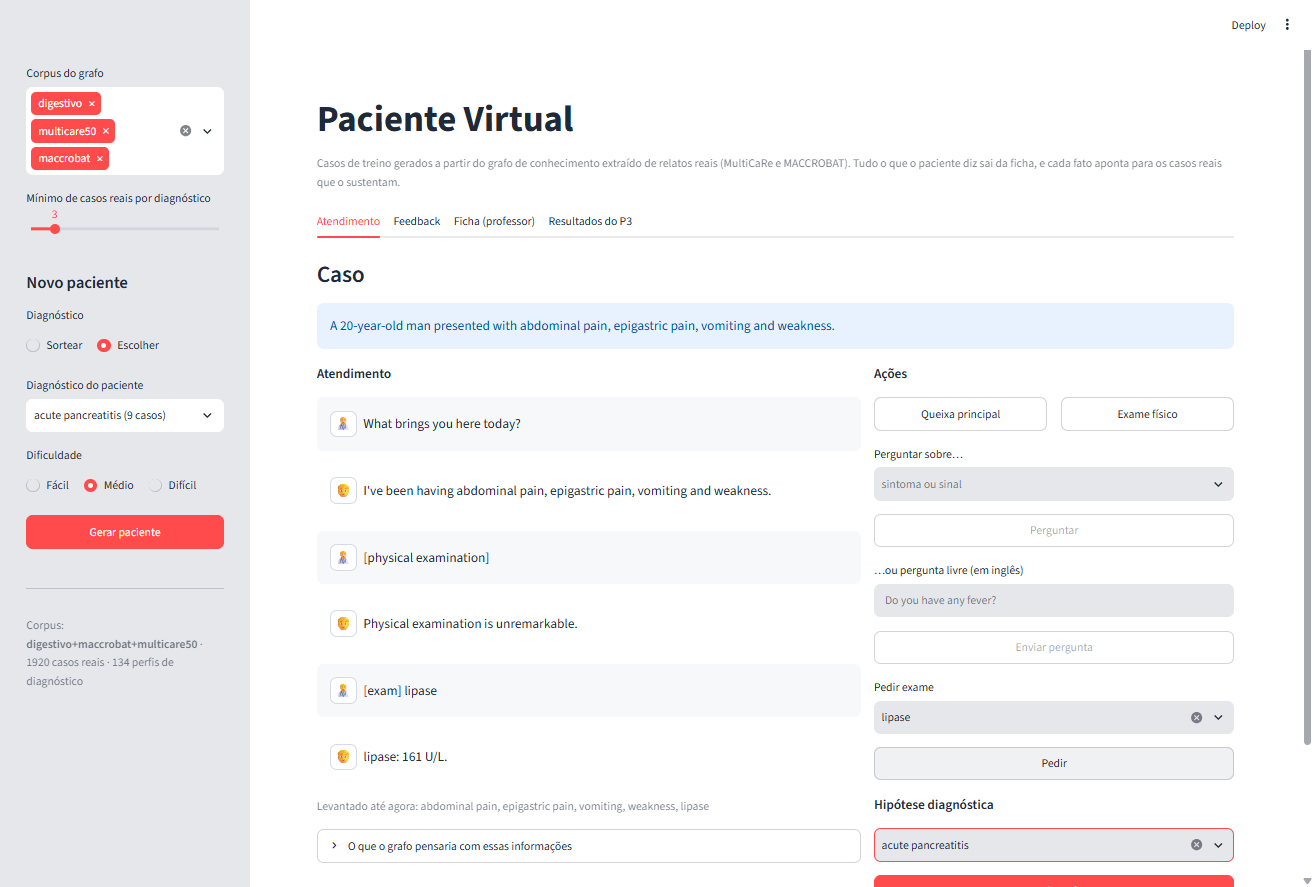 Deploy
Corpus do grafo
digestivo ×
multicare50 ×
maccrobat ×
Mínimo de casos reais por diagnóstico
3
Novo paciente
Diagnóstico
Sortear Escolher
Diagnóstico do paciente
acute pancreatitis (9 casos)
Dificuldade
Fácil Médio Difícil
Gerar paciente
Corpus:
digestivo+maccrobat+multicare50 ·
1920 casos reais · 134 perfis de
diagnóstico
Paciente Virtual
Casos de treino gerados a partir do grafo de conhecimento extraído de relatos reais (MultiCaRe e MACCROBAT). Tudo o que o paciente diz sai da ficha, e cada fato aponta para os casos reais
que o sustentam.
Atendimento Feedback Ficha (professor) Resultados do P3
Caso
A 20-year-old man presented with abdominal pain, epigastric pain, vomiting and weakness.
Atendimento
What brings you here today?
I've been having abdominal pain, epigastric pain, vomiting and weakness.
[physical examination]
Physical examination is unremarkable.
[exam] lipase
lipase: 161 U/L.
Levantado até agora: abdominal pain, epigastric pain, vomiting, weakness, lipase
O que o grafo pensaria com essas informações
Ações
Queixa principal Exame físico
Perguntar sobre…
sintoma ou sinal
Perguntar
…ou pergunta livre (em inglês)
Do you have any fever?
Enviar pergunta
Pedir exame
lipase
Pedir
Hipótese diagnóstica
acute pancreatitis